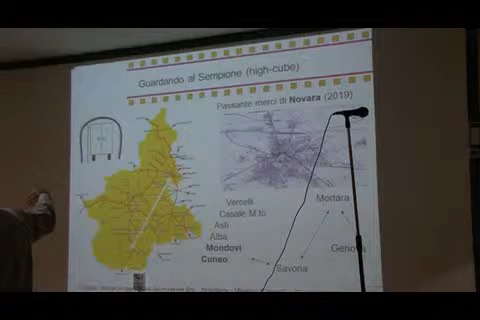 Guardando al Sempione (high-cube)
Passante merci di Novara (2019)
Vercelli
Casale M.to
Asti
Alba
Mondovì
Cuneo
Mortara
Genova
Savona